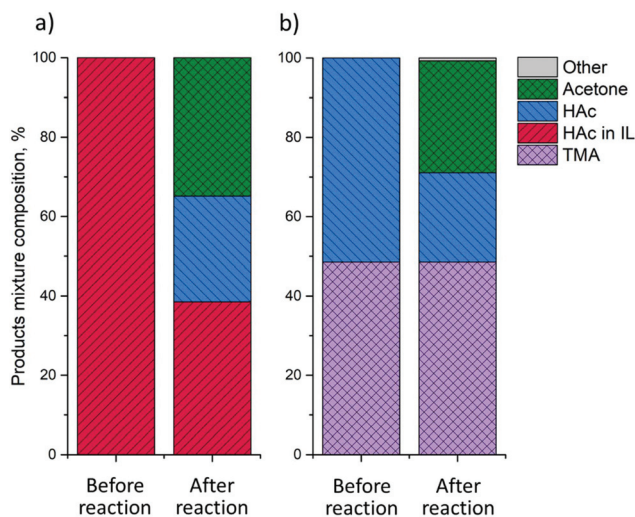 a)
b)
Products mixture composition, %
100
80
60
40
20
0
100
80
60
40
20
0
Before
reaction
After
reaction
Before
reaction
After
reaction
Other
Acetone
HAc
HAc in IL
TMA